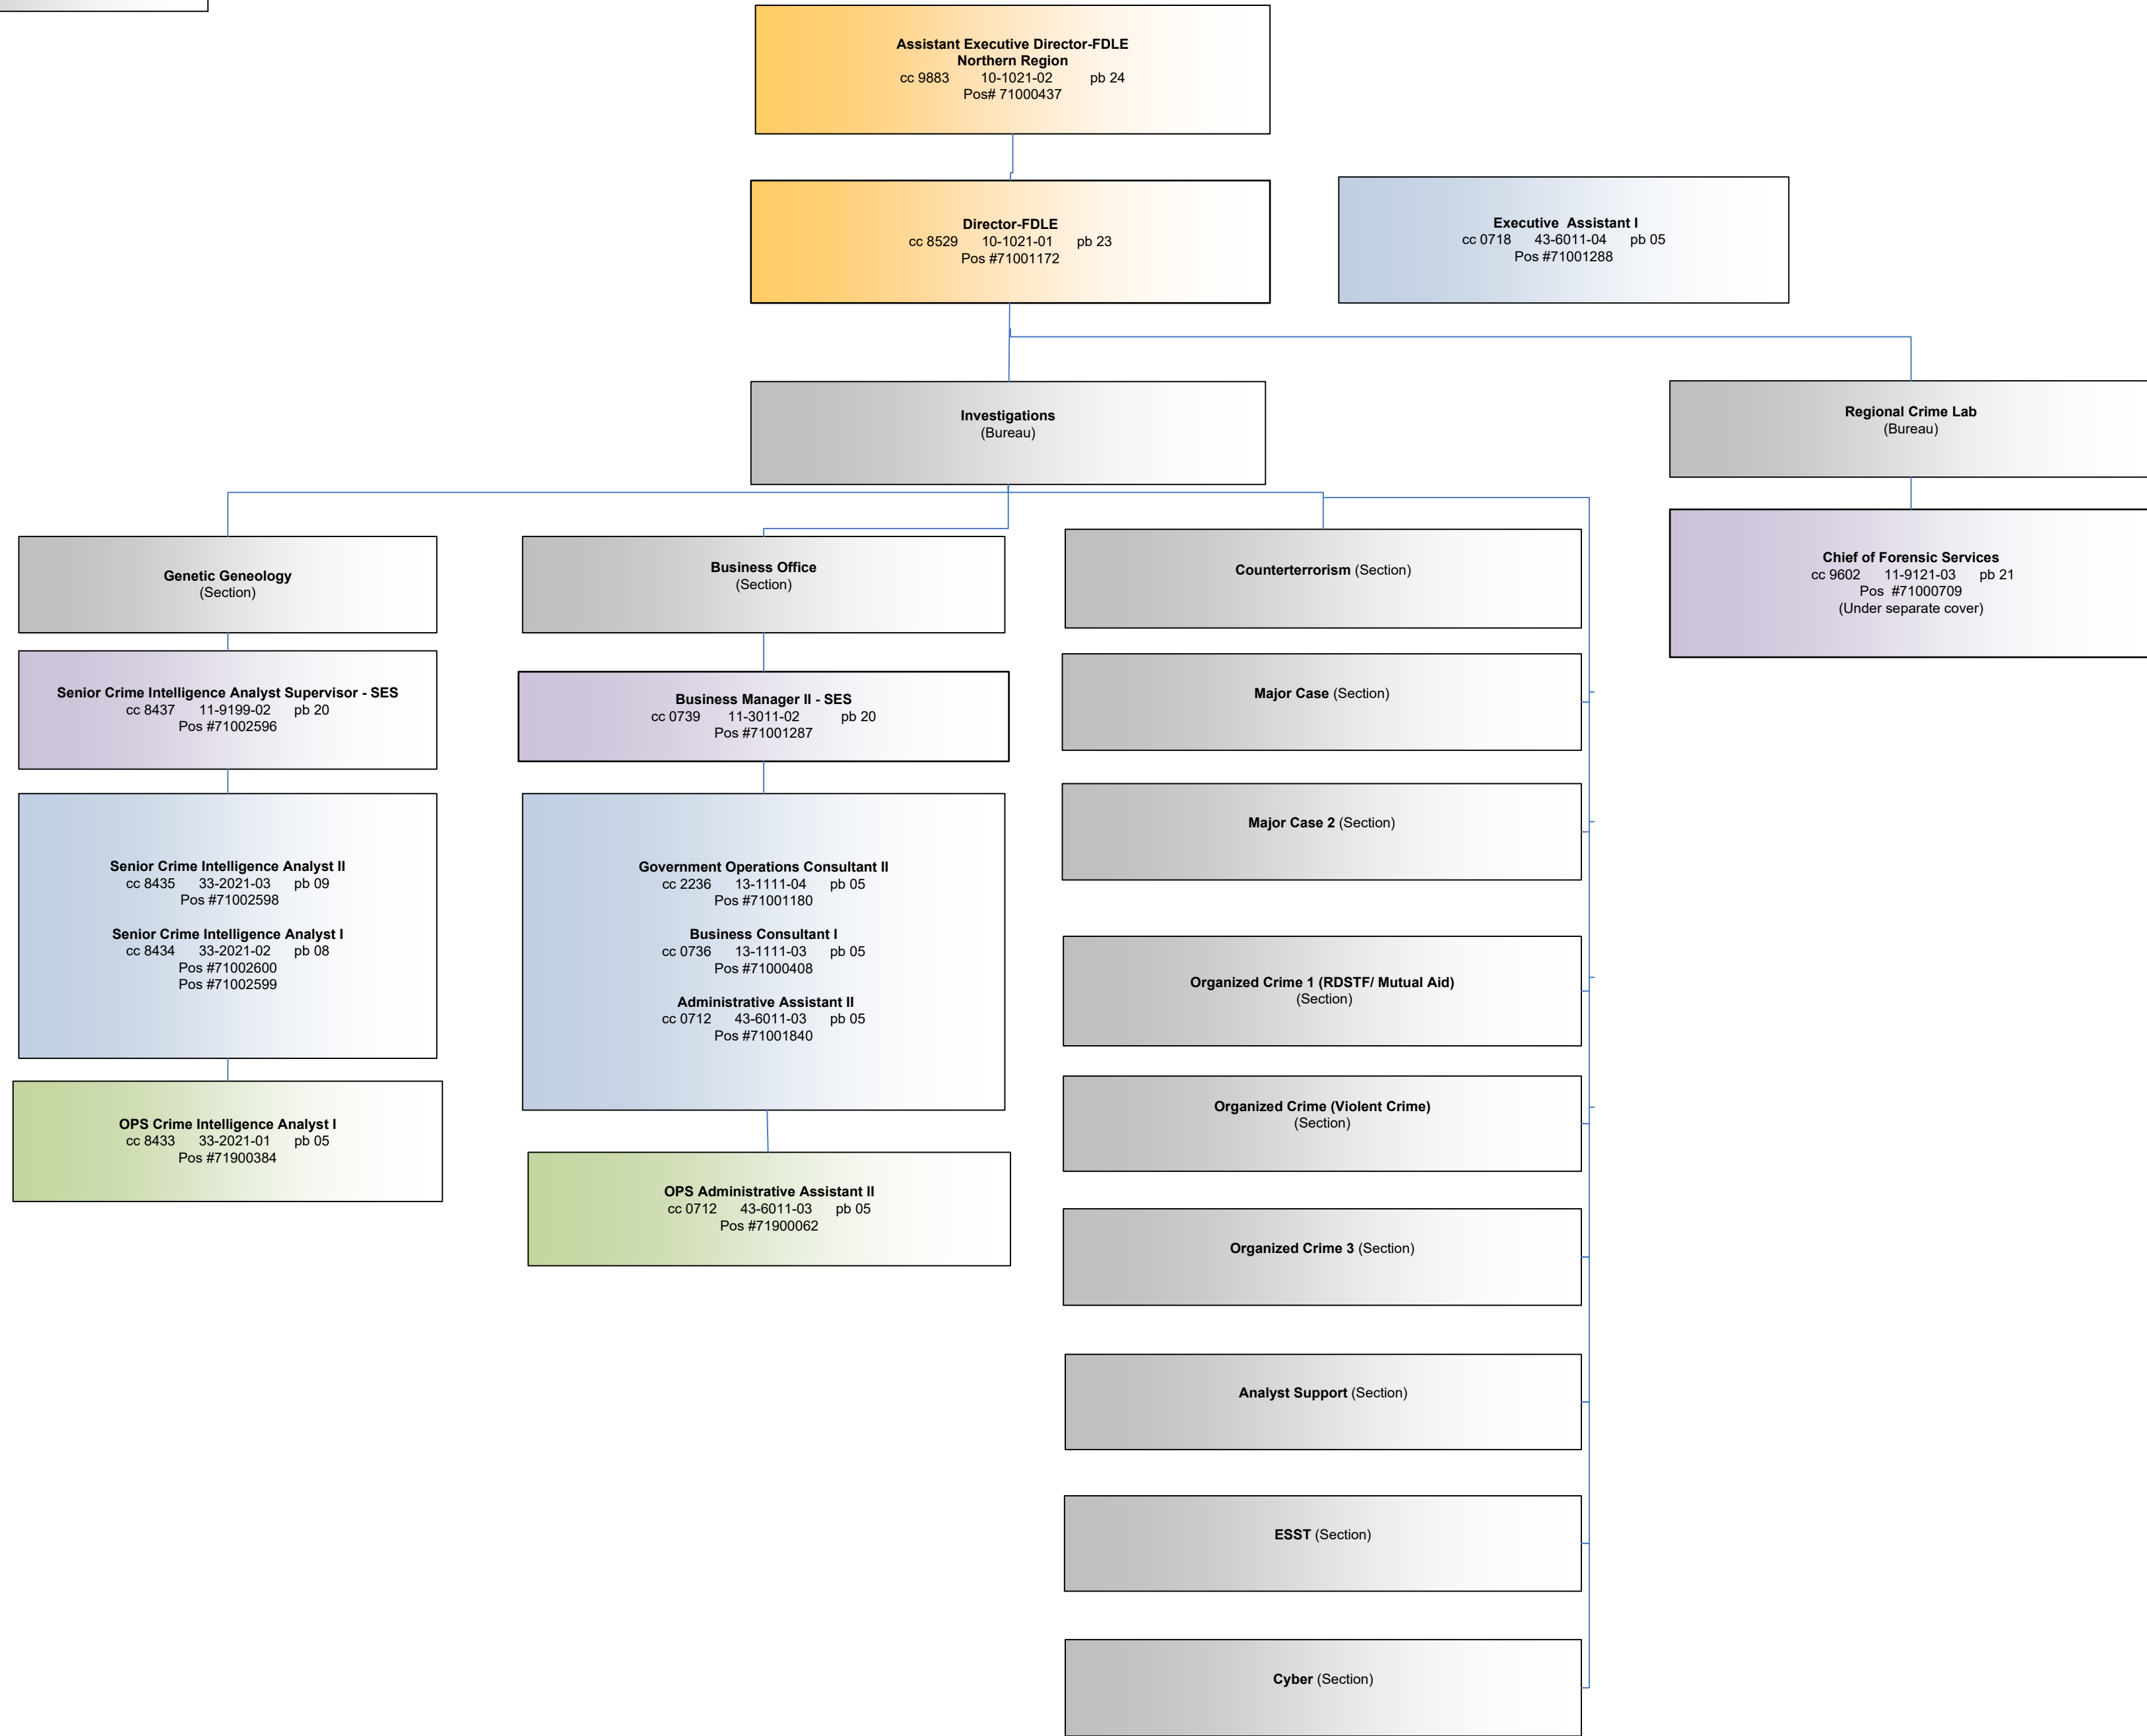 Assistant Executive Director-FDLE
Northern Region
cc 9883 10-1021-02 pb 24
Pos# 71000437
Director-FDLE
cc 8529 10-1021-01 pb 23
Pos #71001172
Executive Assistant I
cc 0718 43-6011-04 pb 05
Pos #71001288
Investigations
(Bureau)
Regional Crime Lab
(Bureau)
Genetic Geneology
(Section)
Senior Crime Intelligence Analyst Supervisor - SES
cc 8437 11-9199-02 pb 20
Pos #71002596
Senior Crime Intelligence Analyst II
cc 8435 33-2021-03 pb 09
Pos #71002598
Senior Crime Intelligence Analyst I
cc 8434 33-2021-02 pb 08
Pos #71002600
Pos #71002599
OPS Crime Intelligence Analyst I
cc 8433 33-2021-01 pb 05
Pos #71900384
Business Office
(Section)
Business Manager II - SES
cc 0739 11-3011-02 pb 20
Pos #71001287
Government Operations Consultant II
cc 2236 13-1111-04 pb 05
Pos #71001180
Business Consultant I
cc 0736 13-1111-03 pb 05
Pos #71000408
Administrative Assistant II
cc 0712 43-6011-03 pb 05
Pos #71001840
OPS Administrative Assistant II
cc 0712 43-6011-03 pb 05
Pos #71900062
Counterterrorism (Section)
Major Case (Section)
Major Case 2 (Section)
Organized Crime 1 (RDSTF/ Mutual Aid)
(Section)
Organized Crime (Violent Crime)
(Section)
Organized Crime 3 (Section)
Analyst Support (Section)
ESST (Section)
Cyber (Section)
Chief of Forensic Services
cc 9602 11-9121-03 pb 21
Pos #71000709
(Under separate cover)